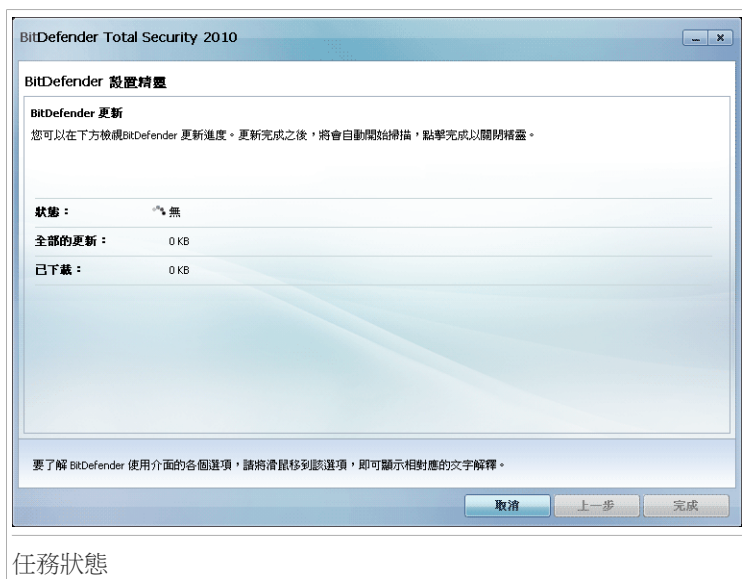 BitDefender Total Security 2010
BitDefender 設置精靈
BitDefender 更新
您可以在下方檢視BitDefender 更新進度。更新完成之後，將會自動開始掃描，點擊完成以關閉精靈。
狀態： 無
全部的更新： 0 KB
已下載： 0 KB
要了解 BitDefender 使用介面的各個選項，請將滑鼠移到該選項，即可顯示相對應的文字解釋。
取消 上一步 完成
任務狀態